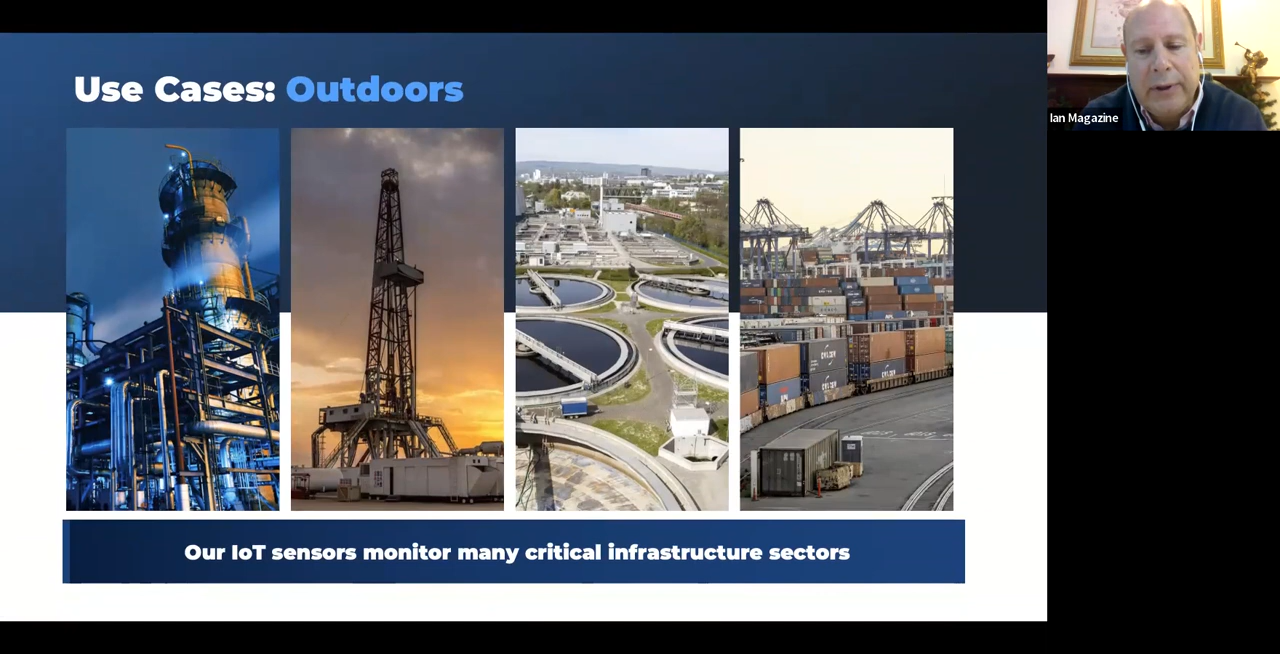 Use Cases: Outdoors
Our IoT sensors monitor many critical infrastructure sectors
Ian Magazine